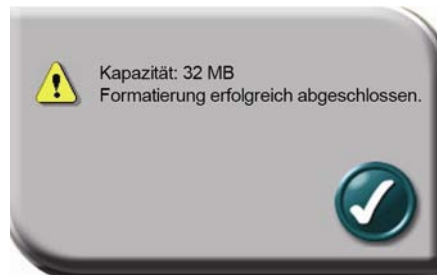 Kapazität: 32 MB
Formatierung erfolgreich abgeschlossen.